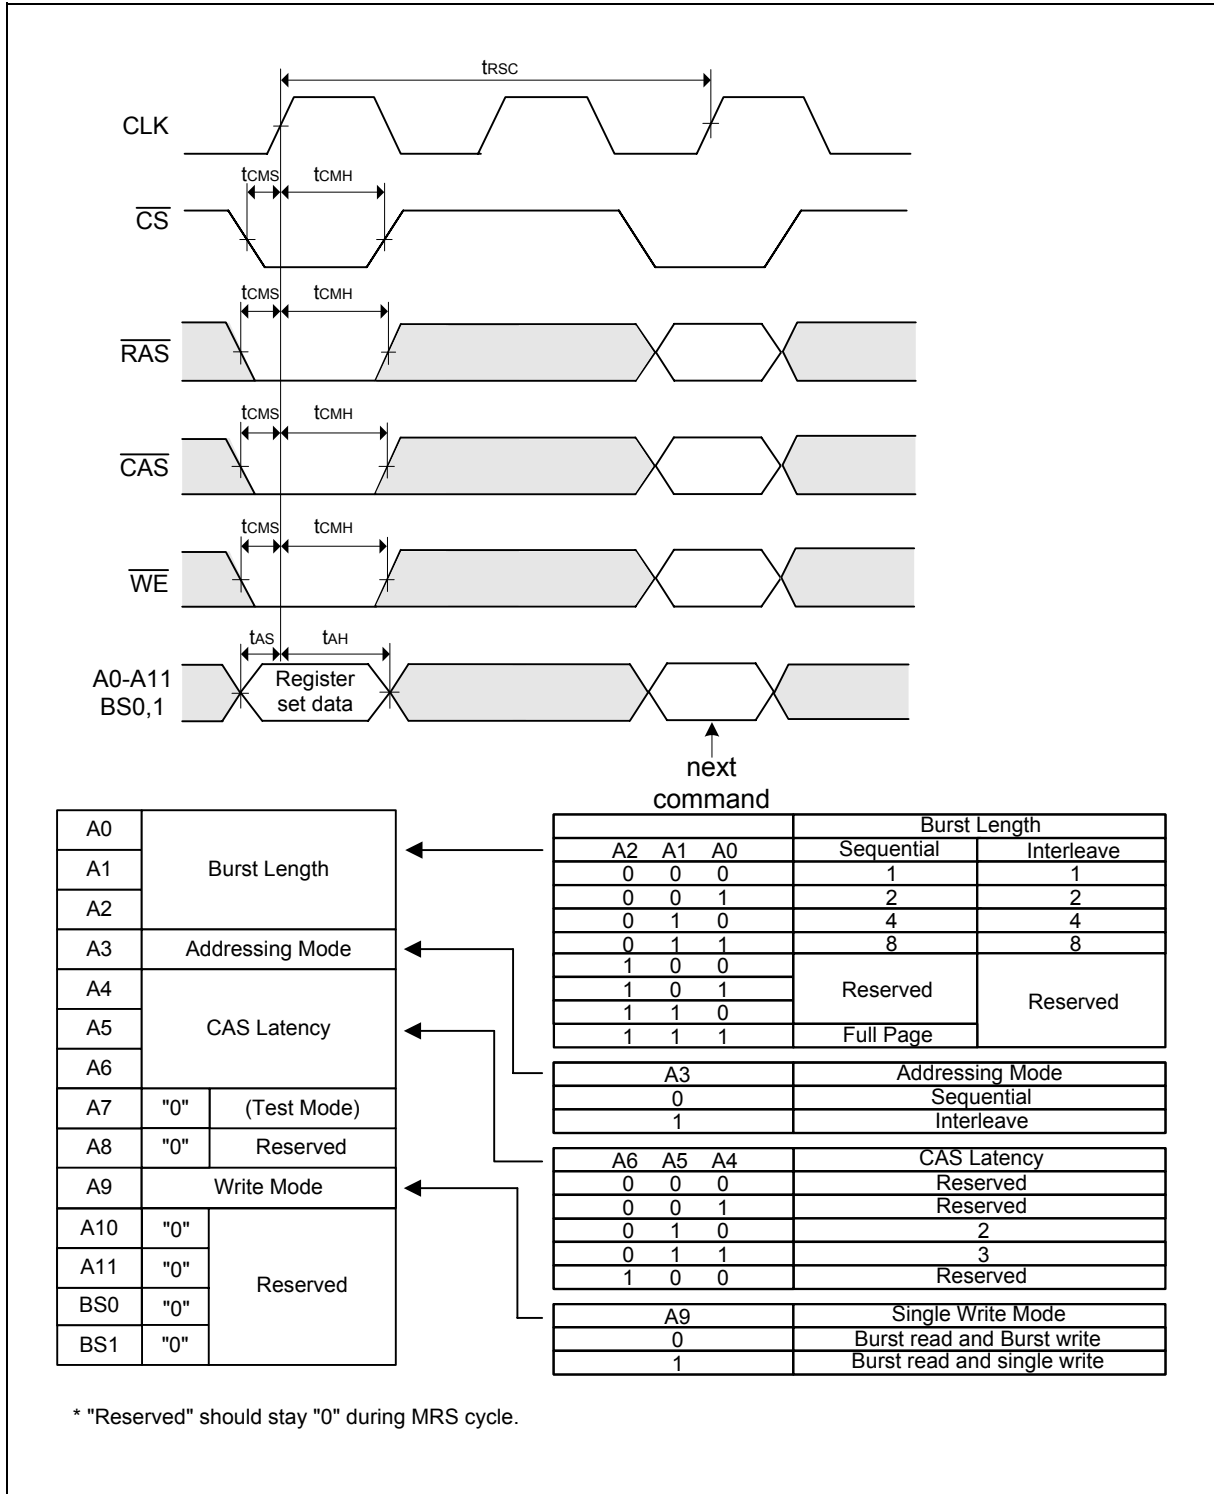 tRSC
CLK
tCMS tCMH
CS
tCMS tCMH
RAS
tCMS tCMH
CAS
tCMS tCMH
WE
tAS tAH
A0-A11
BS0,1
Register
set data
next
command
A0
A1
A2
Burst Length
A3 Addressing Mode
A4
A5
A6
CAS Latency
A7 "0" (Test Mode)
A8 "0" Reserved
A9 Write Mode
A10 "0"
A11 "0"
BS0 "0"
BS1 "0"
Reserved
Burst Length
A2 A1 A0 Sequential Interleave
0 0 0 1 1
0 0 1 2 2
0 1 0 4 4
0 1 1 8 8
1 0 0
1 0 1 Reserved Reserved
1 1 0
1 1 1 Full Page
A3 Addressing Mode
0 Sequential
1 Interleave
A6 A5 A4 CAS Latency
0 0 0 Reserved
0 0 1 Reserved
0 1 0 2
0 1 1 3
1 0 0 Reserved
A9 Single Write Mode
0 Burst read and Burst write
1 Burst read and single write
* "Reserved" should stay "0" during MRS cycle.